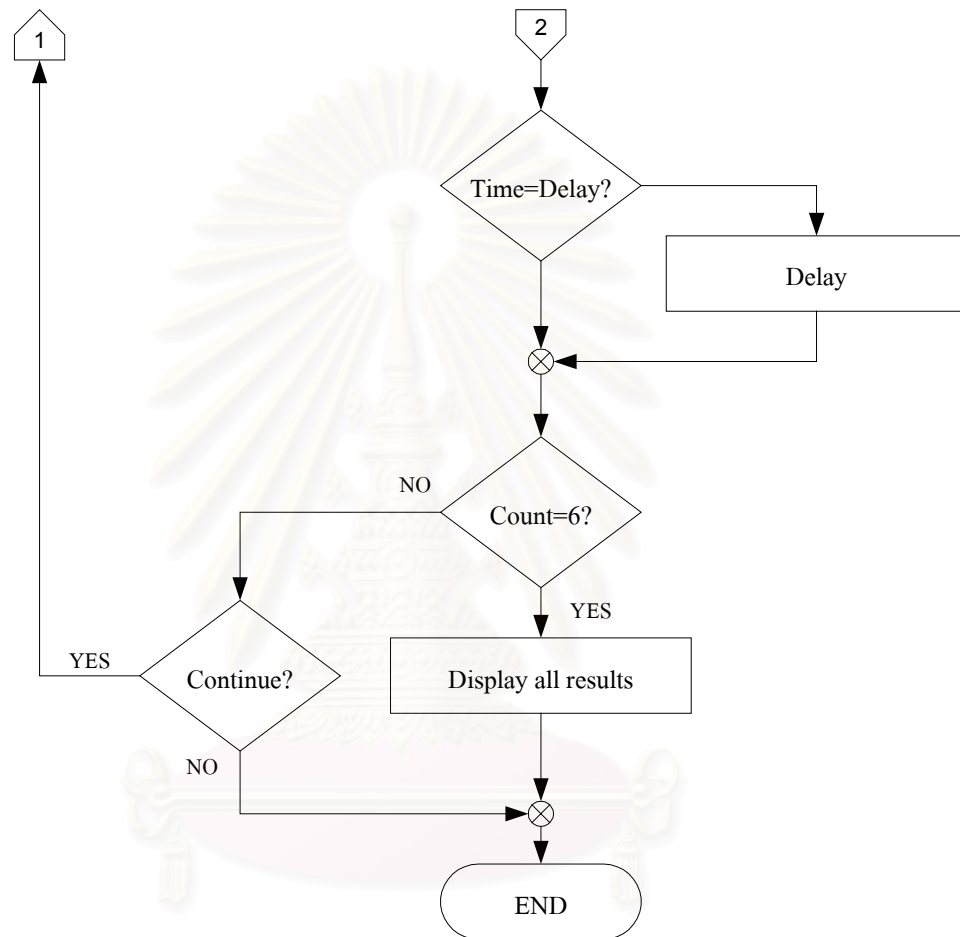 1
2
Time=Delay?
Delay
NO
Count=6?
YES
YES
Continue?
Display all results
NO
END